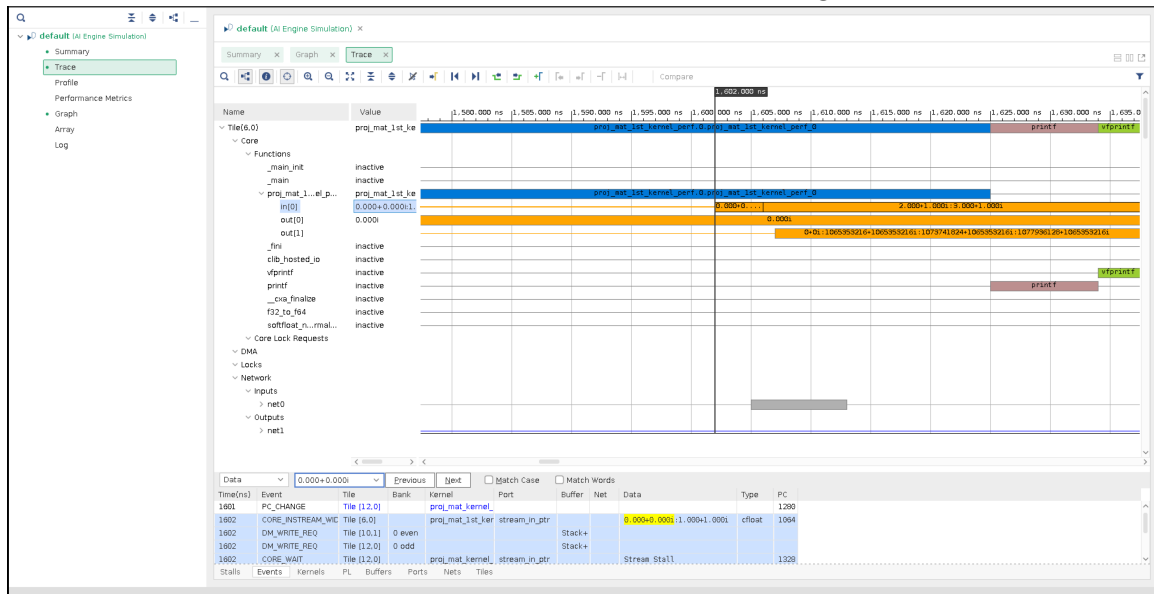 default (AI Engine Simulation)
Summary
Trace
Profile
Performance Metrics
Graph
Array
Log
default (AI Engine Simulation) ×
Summary × Graph × Trace ×
Compare
1,602.000 ns
Name Value 1,580.000 ns 1,585.000 ns 1,590.000 ns 1,595.000 ns 1,600.000 ns 1,605.000 ns 1,610.000 ns 1,615.000 ns 1,620.000 ns 1,625.000 ns 1,630.000 ns 1,635.0
Tile(6,0) proj_mat_1st_ke proj_mat_1st_kernel_perf.0.proj_mat_1st_kernel_perf_0 printf vfprintf
Core
Functions
_main_init inactive
_main inactive
proj_mat_1...el_p... proj_mat_1st_ke proj_mat_1st_kernel_perf.0.proj_mat_1st_kernel_perf_0
in[0] 0.000+0.000i:1. 0.000+0.... 2.000+1.000i:3.000+1.000i
out[0] 0.000i 0.000i
out[1] 0+0i:1065353216+1065353216i:1073741824+1065353216i:1077936128+1065353216i
_fini inactive
clib_hosted_io inactive
vfprintf inactive vfprintf
printf inactive printf
__cxa_finalize inactive
f32_to_f64 inactive
softfloat_n...rmal... inactive
Core Lock Requests
DMA
Locks
Network
Inputs
net0
Outputs
net1
Data 0.000+0.000i Previous Next Match Case Match Words
Time(ns) Event Tile Bank Kernel Port Buffer Net Data Type PC
1601 PC_CHANGE Tile [12,0] proj_mat_kernel_ 1280
1602 CORE_INSTREAM_WID Tile [6,0] proj_mat_1st_ker stream_in_ptr 0.000+0.000i:1.000+1.000i cfloat 1064
1602 DM_WRITE_REQ Tile [10,1] 0 even Stack+
1602 DM_WRITE_REQ Tile [12,0] 0 odd Stack+
1602 CORE_WAIT Tile [12,0] proj_mat_kernel_ stream_in_ptr Stream Stall 1328
Stalls Events Kernels PL Buffers Ports Nets Tiles